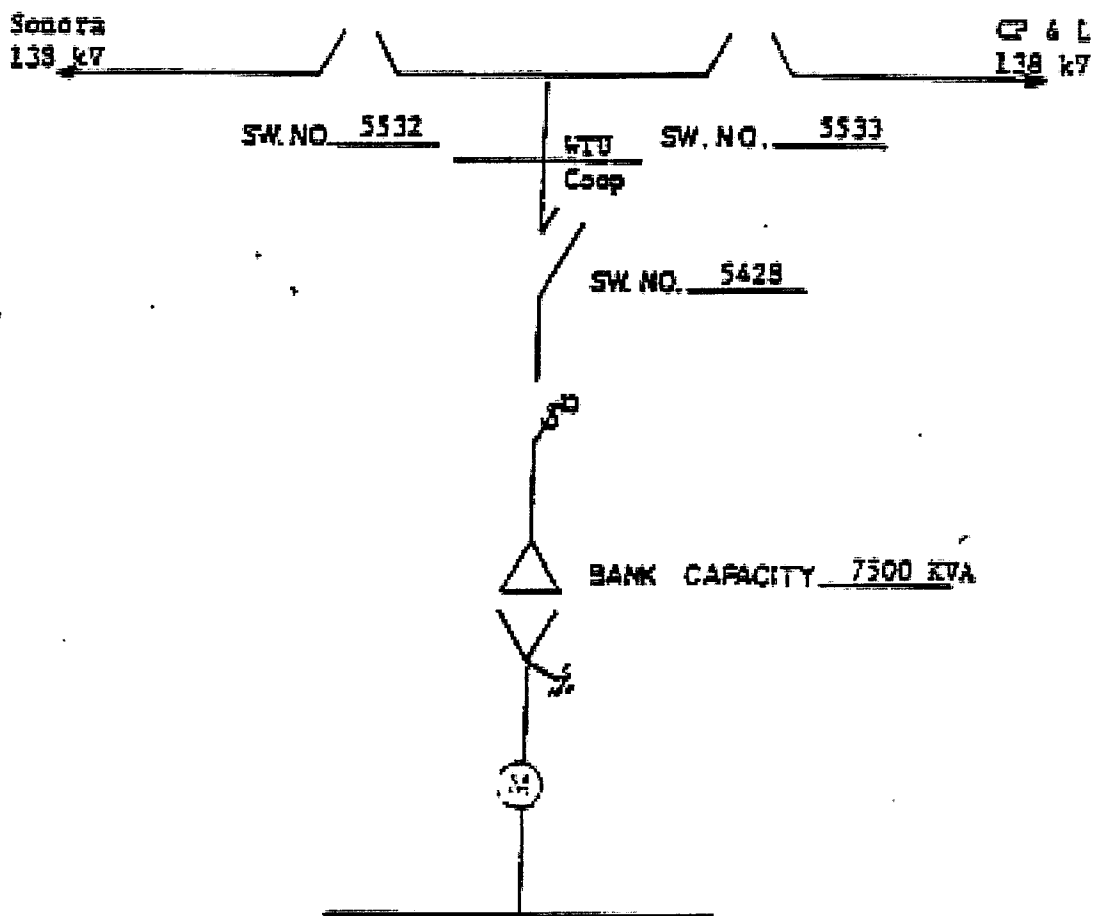 Sonora
138 kV
CP & L
138 kV
SW. NO. 5532
WTU
Coop
SW. NO. 5533
SW. NO. 5428
BANK CAPACITY 7500 KVA